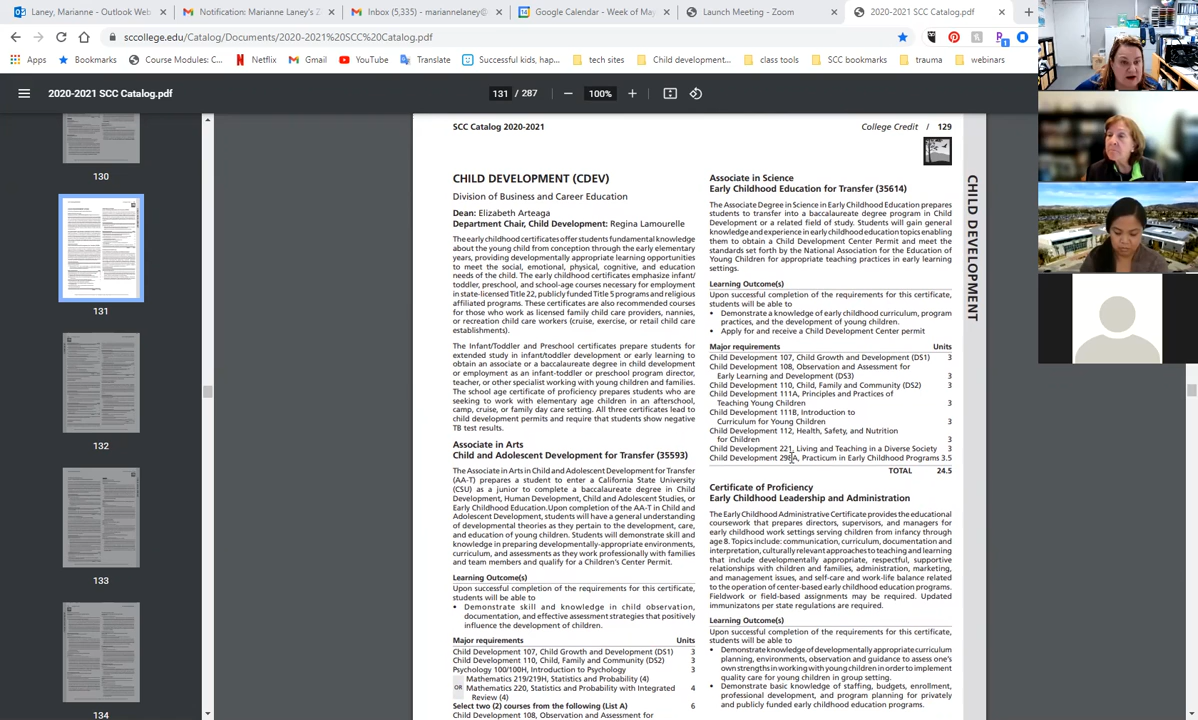 Laney, Marianne - Outlook Web
Notification: Marianne Laney's Z
Inbox (5,335) - mariannelaney@
Google Calendar - Week of May
Launch Meeting - Zoom
2020-2021 SCC Catalog.pdf
sccollege.edu/Catalog/Documents/2020-2021%20SCC%20Catalog.pdf
Apps
Bookmarks
Course Modules: C...
Netflix
Gmail
YouTube
Translate
Successful kids, hap...
tech sites
Child development...
class tools
SCC bookmarks
trauma
webinars
2020-2021 SCC Catalog.pdf
131 / 287
100%
130
131
132
133
134
SCC Catalog 2020-2021
College Credit / 129
CHILD DEVELOPMENT
CHILD DEVELOPMENT (CDEV)
Division of Business and Career Education
Dean: Elizabeth Arteaga
Department Chair, Child Development: Regina Lamourelle
The early childhood certificates offer students fundamental knowledge
about the young child from conception through the early elementary
years, providing developmentally appropriate learning opportunities
to meet the social, emotional, physical, cognitive, and education
needs of the child. The early childhood certificates emphasize infant/
toddler, preschool, and school-age courses necessary for employment
in state-licensed Title 22, publicly funded Title 5 programs and religious
affiliated programs. These certificates are also recommended courses
for those who work as licensed family child care providers, nannies,
or recreation child care workers (cruise, exercise, or retail child care
establishments).
The Infant/Toddler and Preschool certificates prepare students for
extended study in infant/toddler development or early learning to
obtain an associate or a baccalaureate degree in child development
or employment as an infant-toddler or preschool program director,
teacher, or other specialist working with young children and families.
The school age certificate of proficiency prepares students who are
seeking to work with elementary age children in an afterschool,
camp, cruise, or family day care setting. All three certificates lead to
child development permits and require that students show negative
TB test results.
Associate in Arts
Child and Adolescent Development for Transfer (35593)
The Associate in Arts in Child and Adolescent Development for Transfer
(AA-T) prepares a student to enter a California State University
(CSU) as a junior to complete a baccalaureate degree in Child
Development, Human Development, Child and Adolescent Studies, or
Early Childhood Education. Upon completion of the AA-T in Child and
Adolescent Development, students will have a general understanding
of developmental theories as they pertain to the development, care,
and education of young children. Students will demonstrate skill and
knowledge in preparing developmentally-appropriate environments,
curriculum, and assessments as they work professionally with families
and team members and qualify for a Children's Center Permit.
Learning Outcome(s)
Upon successful completion of the requirements for this certificate,
students will be able to
• Demonstrate skill and knowledge in child observation,
documentation, and effective assessment strategies that positively
influence the development of children.
Major requirements Units
Child Development 107, Child Growth and Development (DS1) 3
Child Development 110, Child, Family and Community (DS2) 3
Psychology 100/100H, Introduction to Psychology 3
Mathematics 219/219H, Statistics and Probability (4)
OR Mathematics 220, Statistics and Probability with Integrated 4
Review (4)
Select two (2) courses from the following (List A) 6
Child Development 108, Observation and Assessment for
Associate in Science
Early Childhood Education for Transfer (35614)
The Associate Degree in Science in Early Childhood Education prepares
students to transfer into a baccalaureate degree program in Child
Development or a related field of study. Students will gain general
knowledge and experience in early childhood education topics enabling
them to obtain a Child Development Center Permit and meet the
standards set forth by the National Association for the Education of
Young Children for appropriate teaching practices in early learning
settings.
Learning Outcome(s)
Upon successful completion of the requirements for this certificate,
students will be able to
• Demonstrate a knowledge of early childhood curriculum, program
practices, and the development of young children.
• Apply for and receive a Child Development Center permit
Major requirements Units
Child Development 107, Child Growth and Development (DS1) 3
Child Development 108, Observation and Assessment for
Early Learning and Development (DS3) 3
Child Development 110, Child, Family and Community (DS2) 3
Child Development 111A, Principles and Practices of
Teaching Young Children 3
Child Development 111B, Introduction to
Curriculum for Young Children 3
Child Development 112, Health, Safety, and Nutrition
for Children 3
Child Development 221, Living and Teaching in a Diverse Society 3
Child Development 298A, Practicum in Early Childhood Programs 3.5
TOTAL 24.5
Certificate of Proficiency
Early Childhood Leadership and Administration
The Early Childhood Administrative Certificate provides the educational
coursework that prepares directors, supervisors, and managers for
early childhood work settings serving children from infancy through
age 8. Topics include: communication, curriculum, documentation and
interpretation, culturally relevant approaches to teaching and learning
that include developmentally appropriate, respectful, supportive
relationships with children and families, administration, marketing,
and management issues, and self-care and work-life balance related
to the operation of center-based early childhood education programs.
Fieldwork or field-based assignments may be required. Updated
immunizatons per state regulations are required.
Learning Outcome(s)
Upon successful completion of the requirements for this certificate,
students will be able to
• Demonstrate knowledge of developmentally appropriate curriculum
planning, environments, observation and guidance to assess one's
own strengths in working with young children in order to implement
quality care for young children in group setting.
• Demonstrate basic knowledge of staffing, budgets, enrollment,
professional development, and program planning for privately
and publicly funded early childhood education programs.